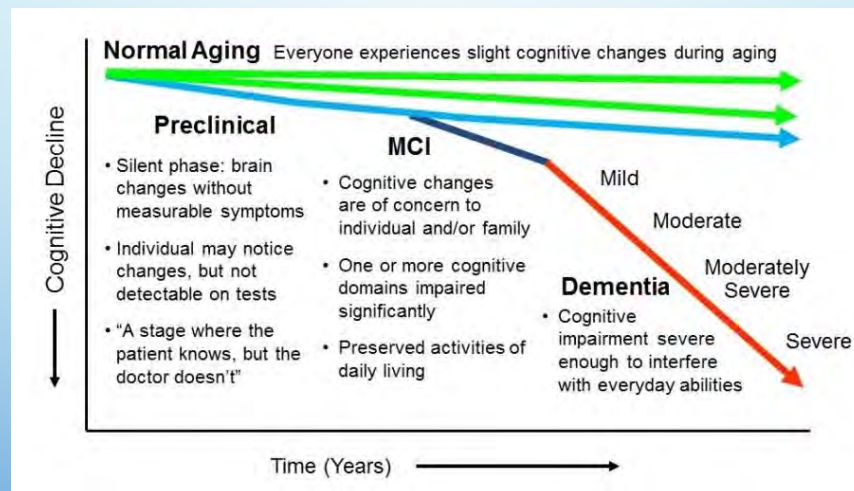 Normal Aging Everyone experiences slight cognitive changes during aging
Cognitive Decline
Preclinical
• Silent phase: brain
changes without
measurable symptoms
• Individual may notice
changes, but not
detectable on tests
• “A stage where the
patient knows, but the
doctor doesn’t”
MCI
• Cognitive changes
are of concern to
individual and/or family
• One or more cognitive
domains impaired
significantly
• Preserved activities of
daily living
Mild
Moderate
Moderately
Severe
Severe
Dementia
• Cognitive
impairment severe
enough to interfere
with everyday abilities
Time (Years)